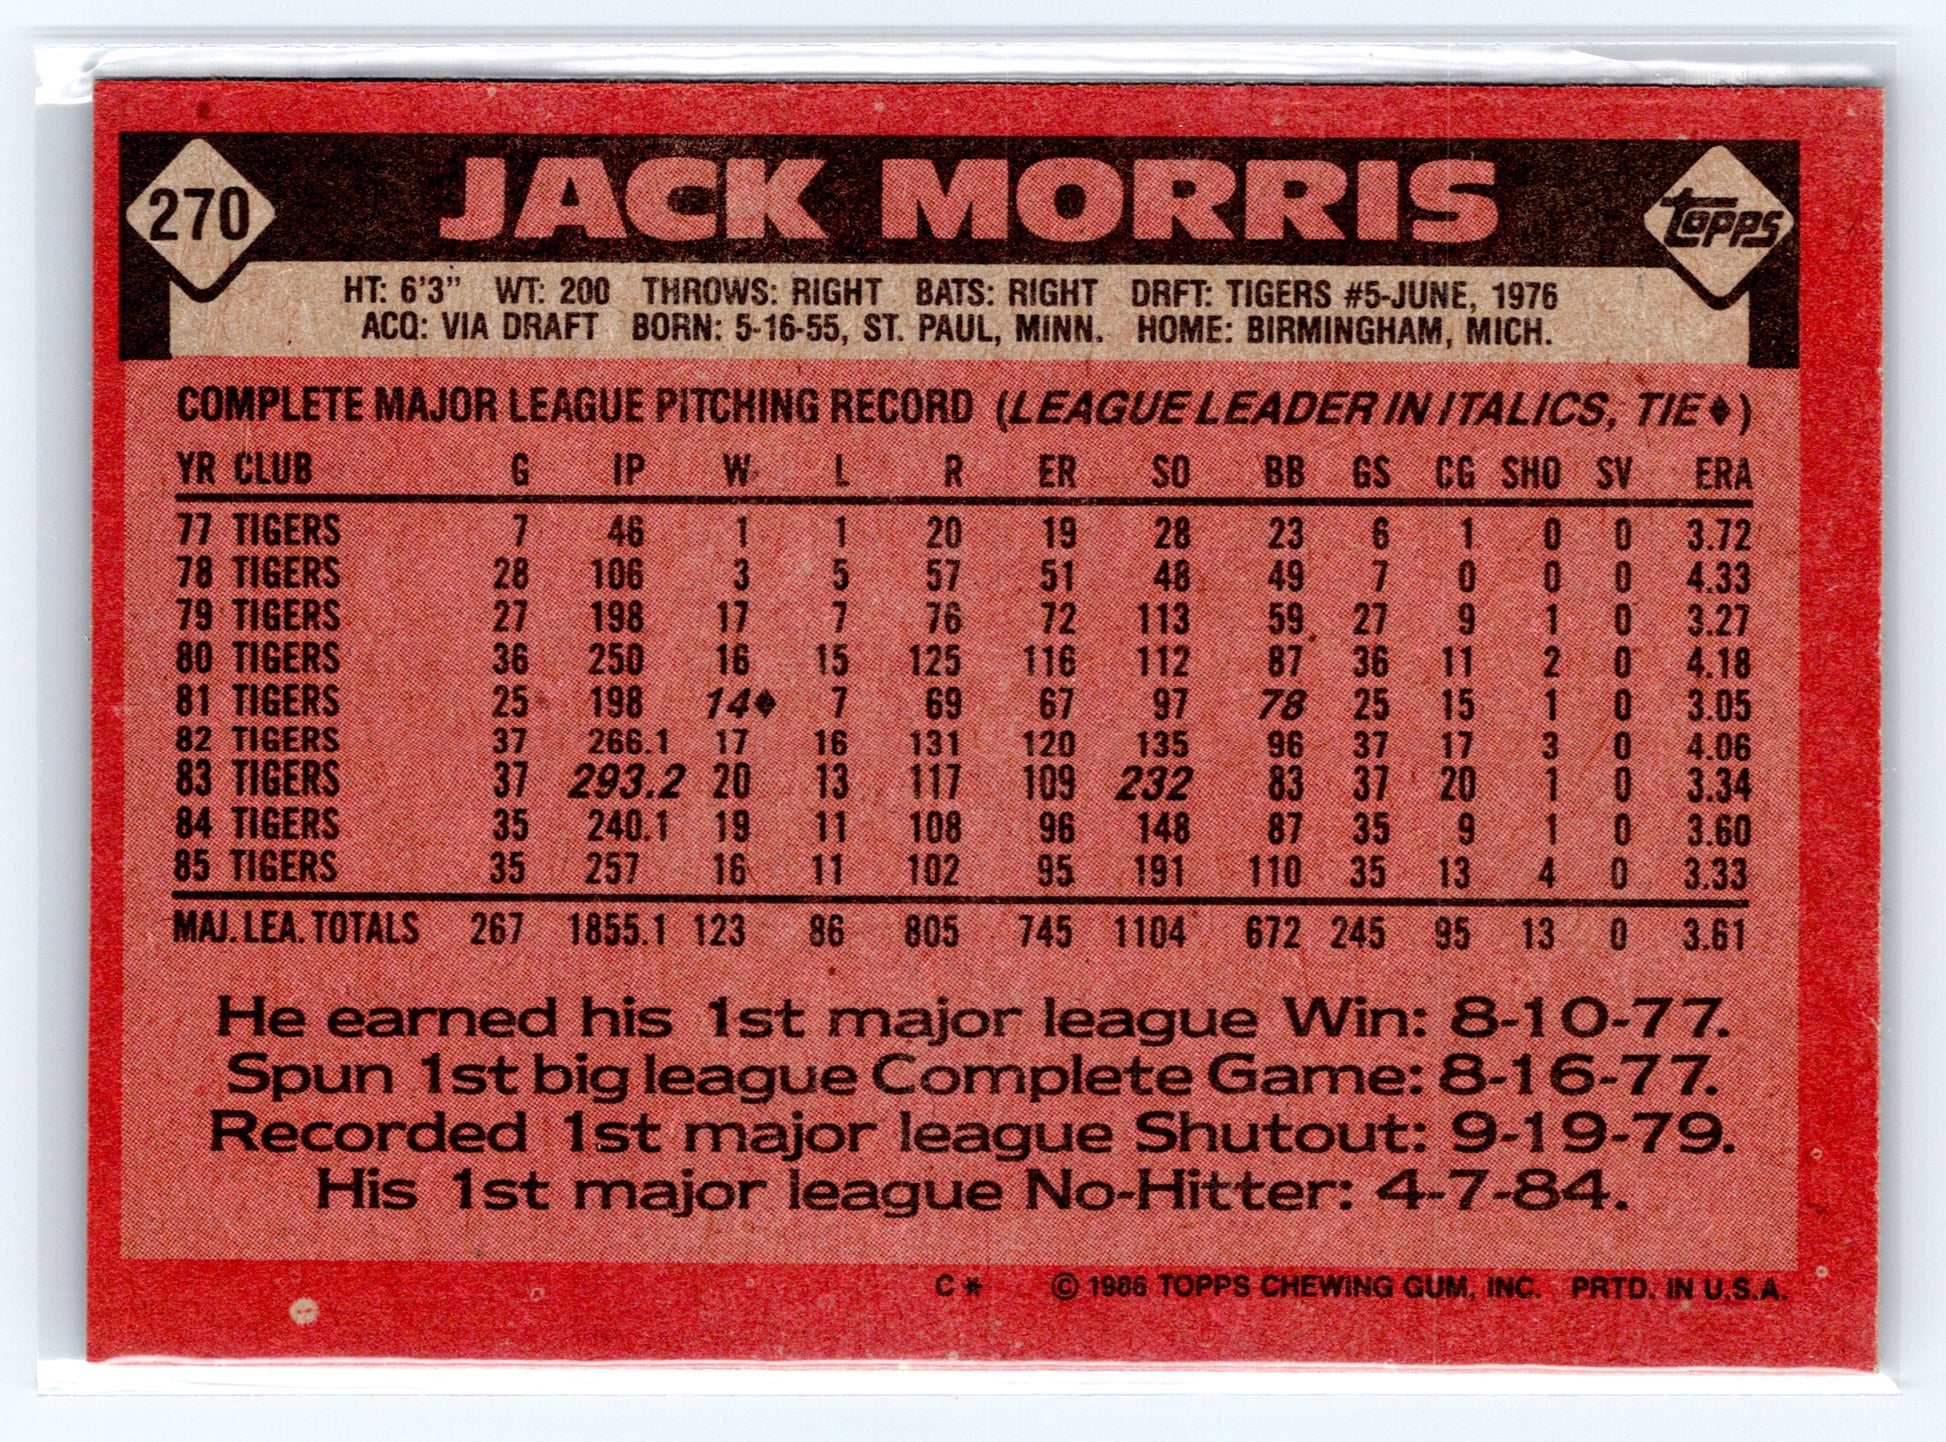 270
JACK MORRIS
topps
HT: 6'3" WT: 200 THROWS: RIGHT BATS: RIGHT DRFT: TIGERS #5-JUNE, 1976
ACQ: VIA DRAFT BORN: 5-16-55, ST. PAUL, MINN. HOME: BIRMINGHAM, MICH.
COMPLETE MAJOR LEAGUE PITCHING RECORD (LEAGUE LEADER IN ITALICS, TIE♦)
YR CLUB G IP W L R ER SO BB GS CG SHO SV ERA
77 TIGERS 7 46 1 1 20 19 28 23 6 1 0 0 3.72
78 TIGERS 28 106 3 5 57 51 48 49 7 0 0 0 4.33
79 TIGERS 27 198 17 7 76 72 113 59 27 9 1 0 3.27
80 TIGERS 36 250 16 15 125 116 112 87 36 11 2 0 4.18
81 TIGERS 25 198 14♦ 7 69 67 97 78 25 15 1 0 3.05
82 TIGERS 37 266.1 17 16 131 120 135 96 37 17 3 0 4.06
83 TIGERS 37 293.2 20 13 117 109 232 83 37 20 1 0 3.34
84 TIGERS 35 240.1 19 11 108 96 148 87 35 9 1 0 3.60
85 TIGERS 35 257 16 11 102 95 191 110 35 13 4 0 3.33
MAJ. LEA. TOTALS 267 1855.1 123 86 805 745 1104 672 245 95 13 0 3.61
He earned his 1st major league Win: 8-10-77.
Spun 1st big league Complete Game: 8-16-77.
Recorded 1st major league Shutout: 9-19-79.
His 1st major league No-Hitter: 4-7-84.
C* © 1986 TOPPS CHEWING GUM, INC. PRTD. IN U.S.A.